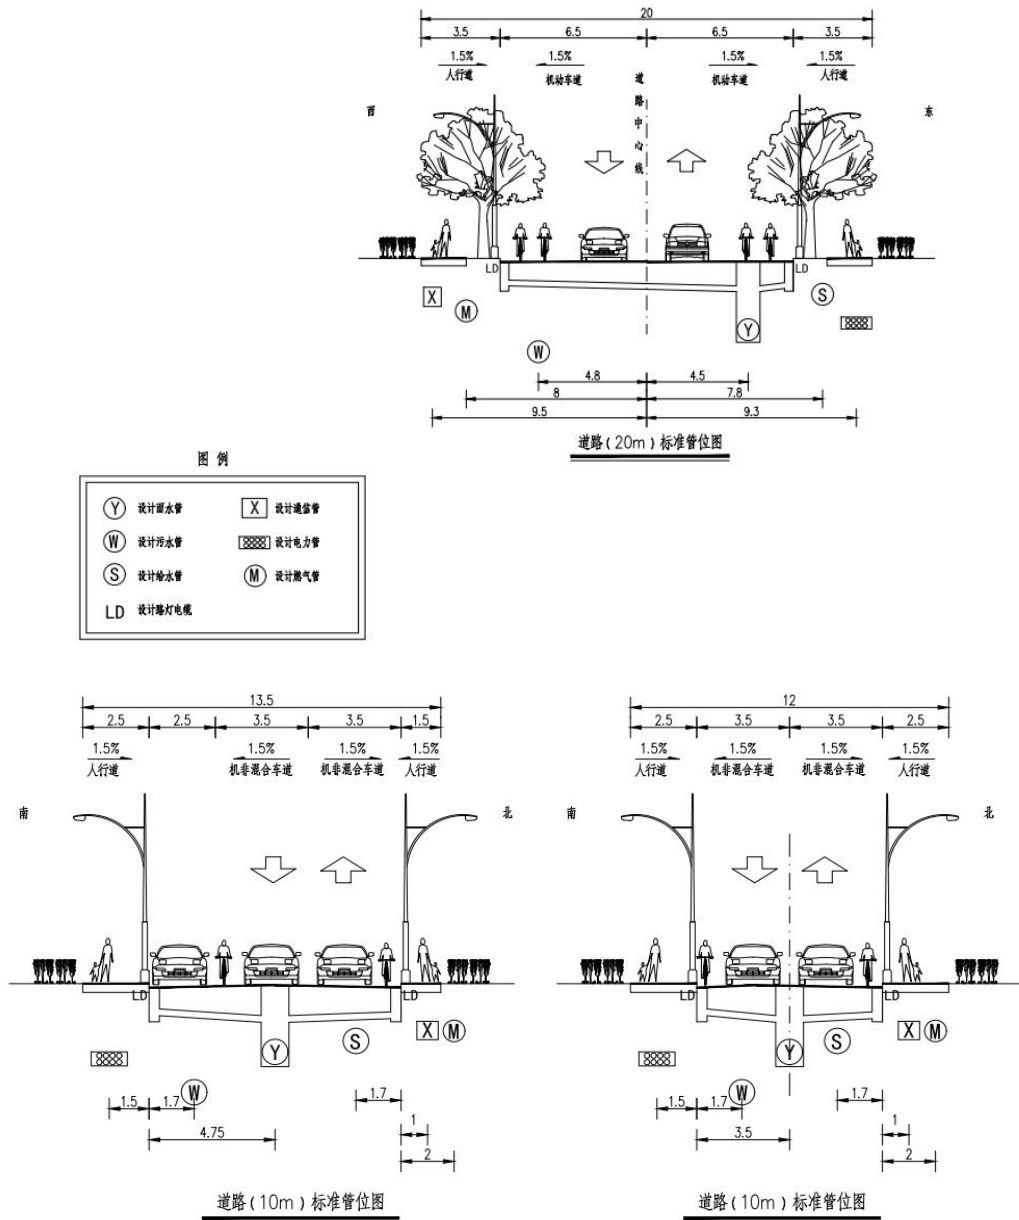 20
3.5 6.5 6.5 3.5
1.5% 1.5% 1.5% 1.5%
人行道 机动车道 机动车道 人行道
道路中心线
西 东
LD LD
X M S
Y
W
4.8 4.5
8 7.8
9.5 9.3
道路(20m)标准管位图
图 例
Y 设计雨水管 X 设计通信管
W 设计污水管 设计电力管
S 设计给水管 M 设计燃气管
LD 设计路灯电缆
13.5
2.5 2.5 3.5 3.5 1.5
1.5% 1.5% 1.5% 1.5%
人行道 机非混合车道 机非混合车道 人行道
南 北
LD LD
Y S X M
W
1.5 1.7 1.7
4.75 1
2
道路(10m)标准管位图
12
2.5 3.5 3.5 2.5
1.5% 1.5% 1.5% 1.5%
人行道 机非混合车道 机非混合车道 人行道
南 北
LD LD
Y S X M
W
1.5 1.7 1.7
3.5 1
2
道路(10m)标准管位图